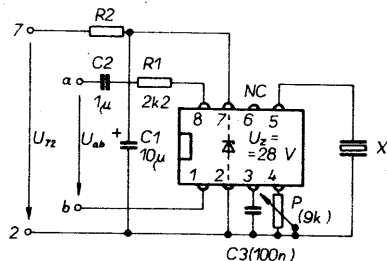 7 R2
a C2 R1 NC
1µ 2k2 8 7 6 5
U72 Uab + C1 Uz = X
10µ =28 V
1 2 3 4 P
b (9k)
2 C3(100n)